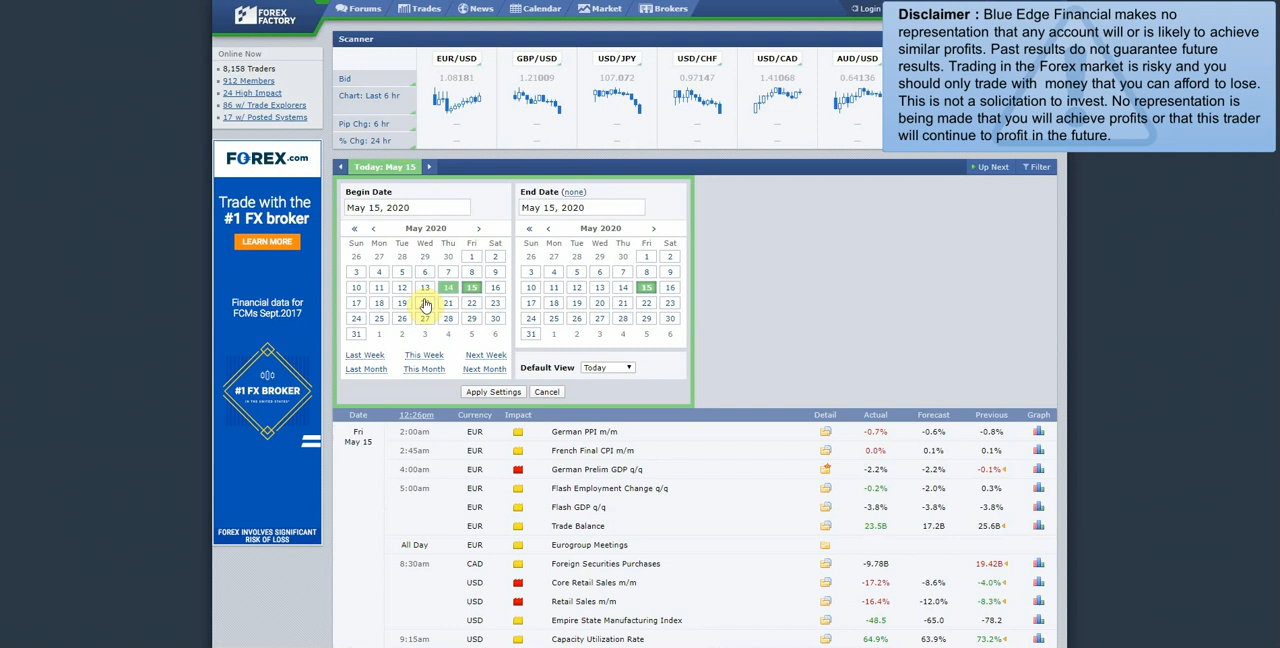 FOREX
FACTORY
Forums
Trades
News
Calendar
Market
Brokers
Login
Disclaimer : Blue Edge Financial makes no
representation that any account will or is likely to achieve
similar profits. Past results do not guarantee future
results. Trading in the Forex market is risky and you
should only trade with money that you can afford to lose.
This is not a solicitation to invest. No representation is
being made that you will achieve profits or that this trader
will continue to profit in the future.
Online Now
8,158 Traders
912 Members
24 High Impact
86 w/ Trade Explorers
17 w/ Posted Systems
Scanner
EUR/USD GBP/USD USD/JPY USD/CHF USD/CAD AUD/USD
Bid 1.08181 1.21009 107.072 0.97147 1.41068 0.64136
Chart: Last 6 hr
Pip Chg: 6 hr — — — — — —
% Chg: 24 hr — — — — — —
FOREX.com
Trade with the
#1 FX broker
LEARN MORE
Financial data for
FCMs Sept.2017
#1 FX BROKER
IN THE UNITED STATES*
FOREX INVOLVES SIGNIFICANT
RISK OF LOSS
Today: May 15
Up Next
Filter
Begin Date
May 15, 2020
« ‹ May 2020 ›
Sun Mon Tue Wed Thu Fri Sat
26 27 28 29 30 1 2
3 4 5 6 7 8 9
10 11 12 13 14 15 16
17 18 19 21 22 23
24 25 26 27 28 29 30
31 1 2 3 4 5 6
Last Week This Week Next Week
Last Month This Month Next Month
End Date (none)
May 15, 2020
« ‹ May 2020 ›
Sun Mon Tue Wed Thu Fri Sat
26 27 28 29 30 1 2
3 4 5 6 7 8 9
10 11 12 13 14 15 16
17 18 19 20 21 22 23
24 25 26 27 28 29 30
31 1 2 3 4 5 6
Default View Today
Apply Settings Cancel
Date 12:26pm Currency Impact Detail Actual Forecast Previous Graph
Fri 2:00am EUR German PPI m/m -0.7% -0.6% -0.8%
May 15
2:45am EUR French Final CPI m/m 0.0% 0.1% 0.1%
4:00am EUR German Prelim GDP q/q -2.2% -2.2% -0.1%
5:00am EUR Flash Employment Change q/q -0.2% -2.0% 0.3%
EUR Flash GDP q/q -3.8% -3.8% -3.8%
EUR Trade Balance 23.5B 17.2B 25.6B
All Day EUR Eurogroup Meetings
8:30am CAD Foreign Securities Purchases -9.78B 19.42B
USD Core Retail Sales m/m -17.2% -8.6% -4.0%
USD Retail Sales m/m -16.4% -12.0% -8.3%
USD Empire State Manufacturing Index -48.5 -65.0 -78.2
9:15am USD Capacity Utilization Rate 64.9% 63.9% 73.2%